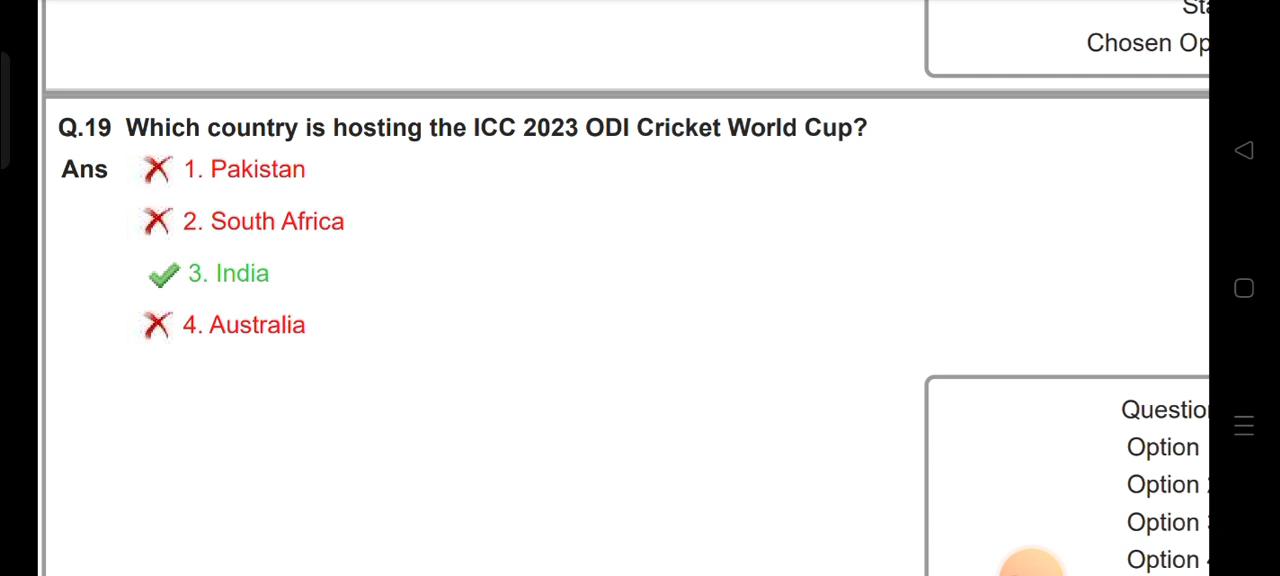 Chosen
Q.19 Which country is hosting the ICC 2023 ODI Cricket World Cup?
Ans 1. Pakistan
2. South Africa
3. India
4. Australia
Option
Option
Option
Option